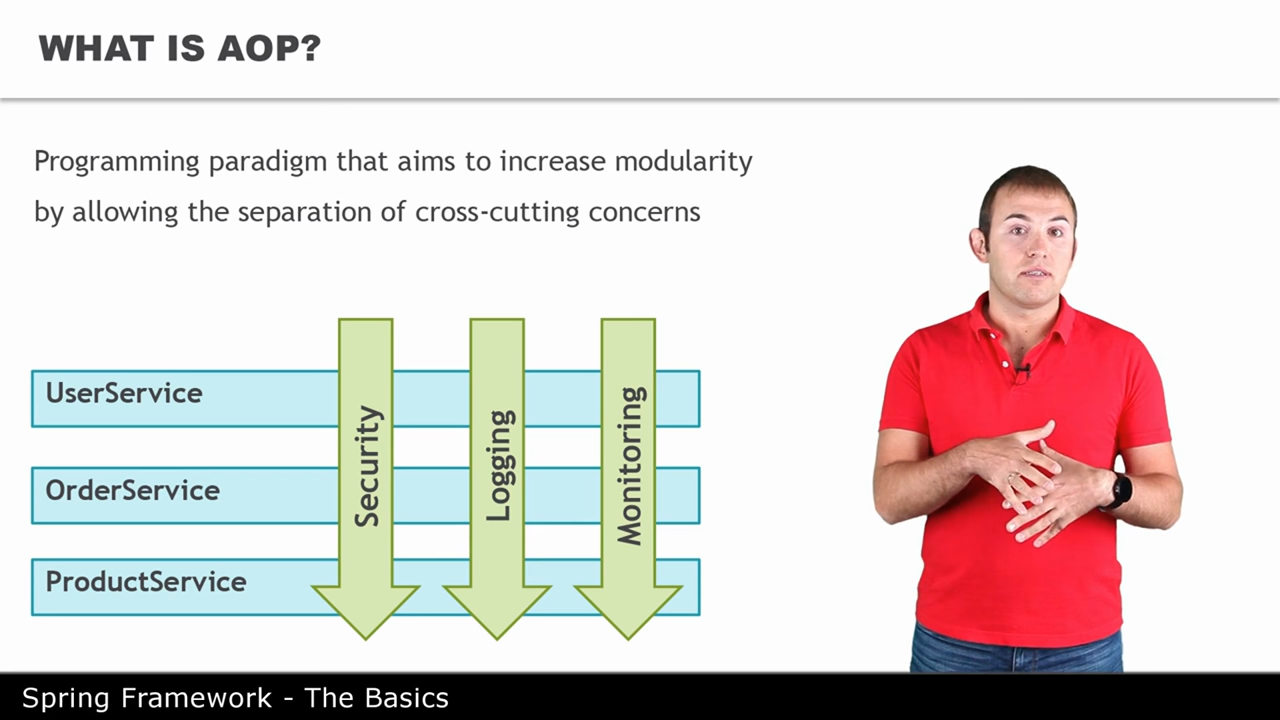 WHAT IS AOP?
Programming paradigm that aims to increase modularity
by allowing the separation of cross-cutting concerns
UserService
OrderService
ProductService
Security
Logging
Monitoring
Spring Framework - The Basics